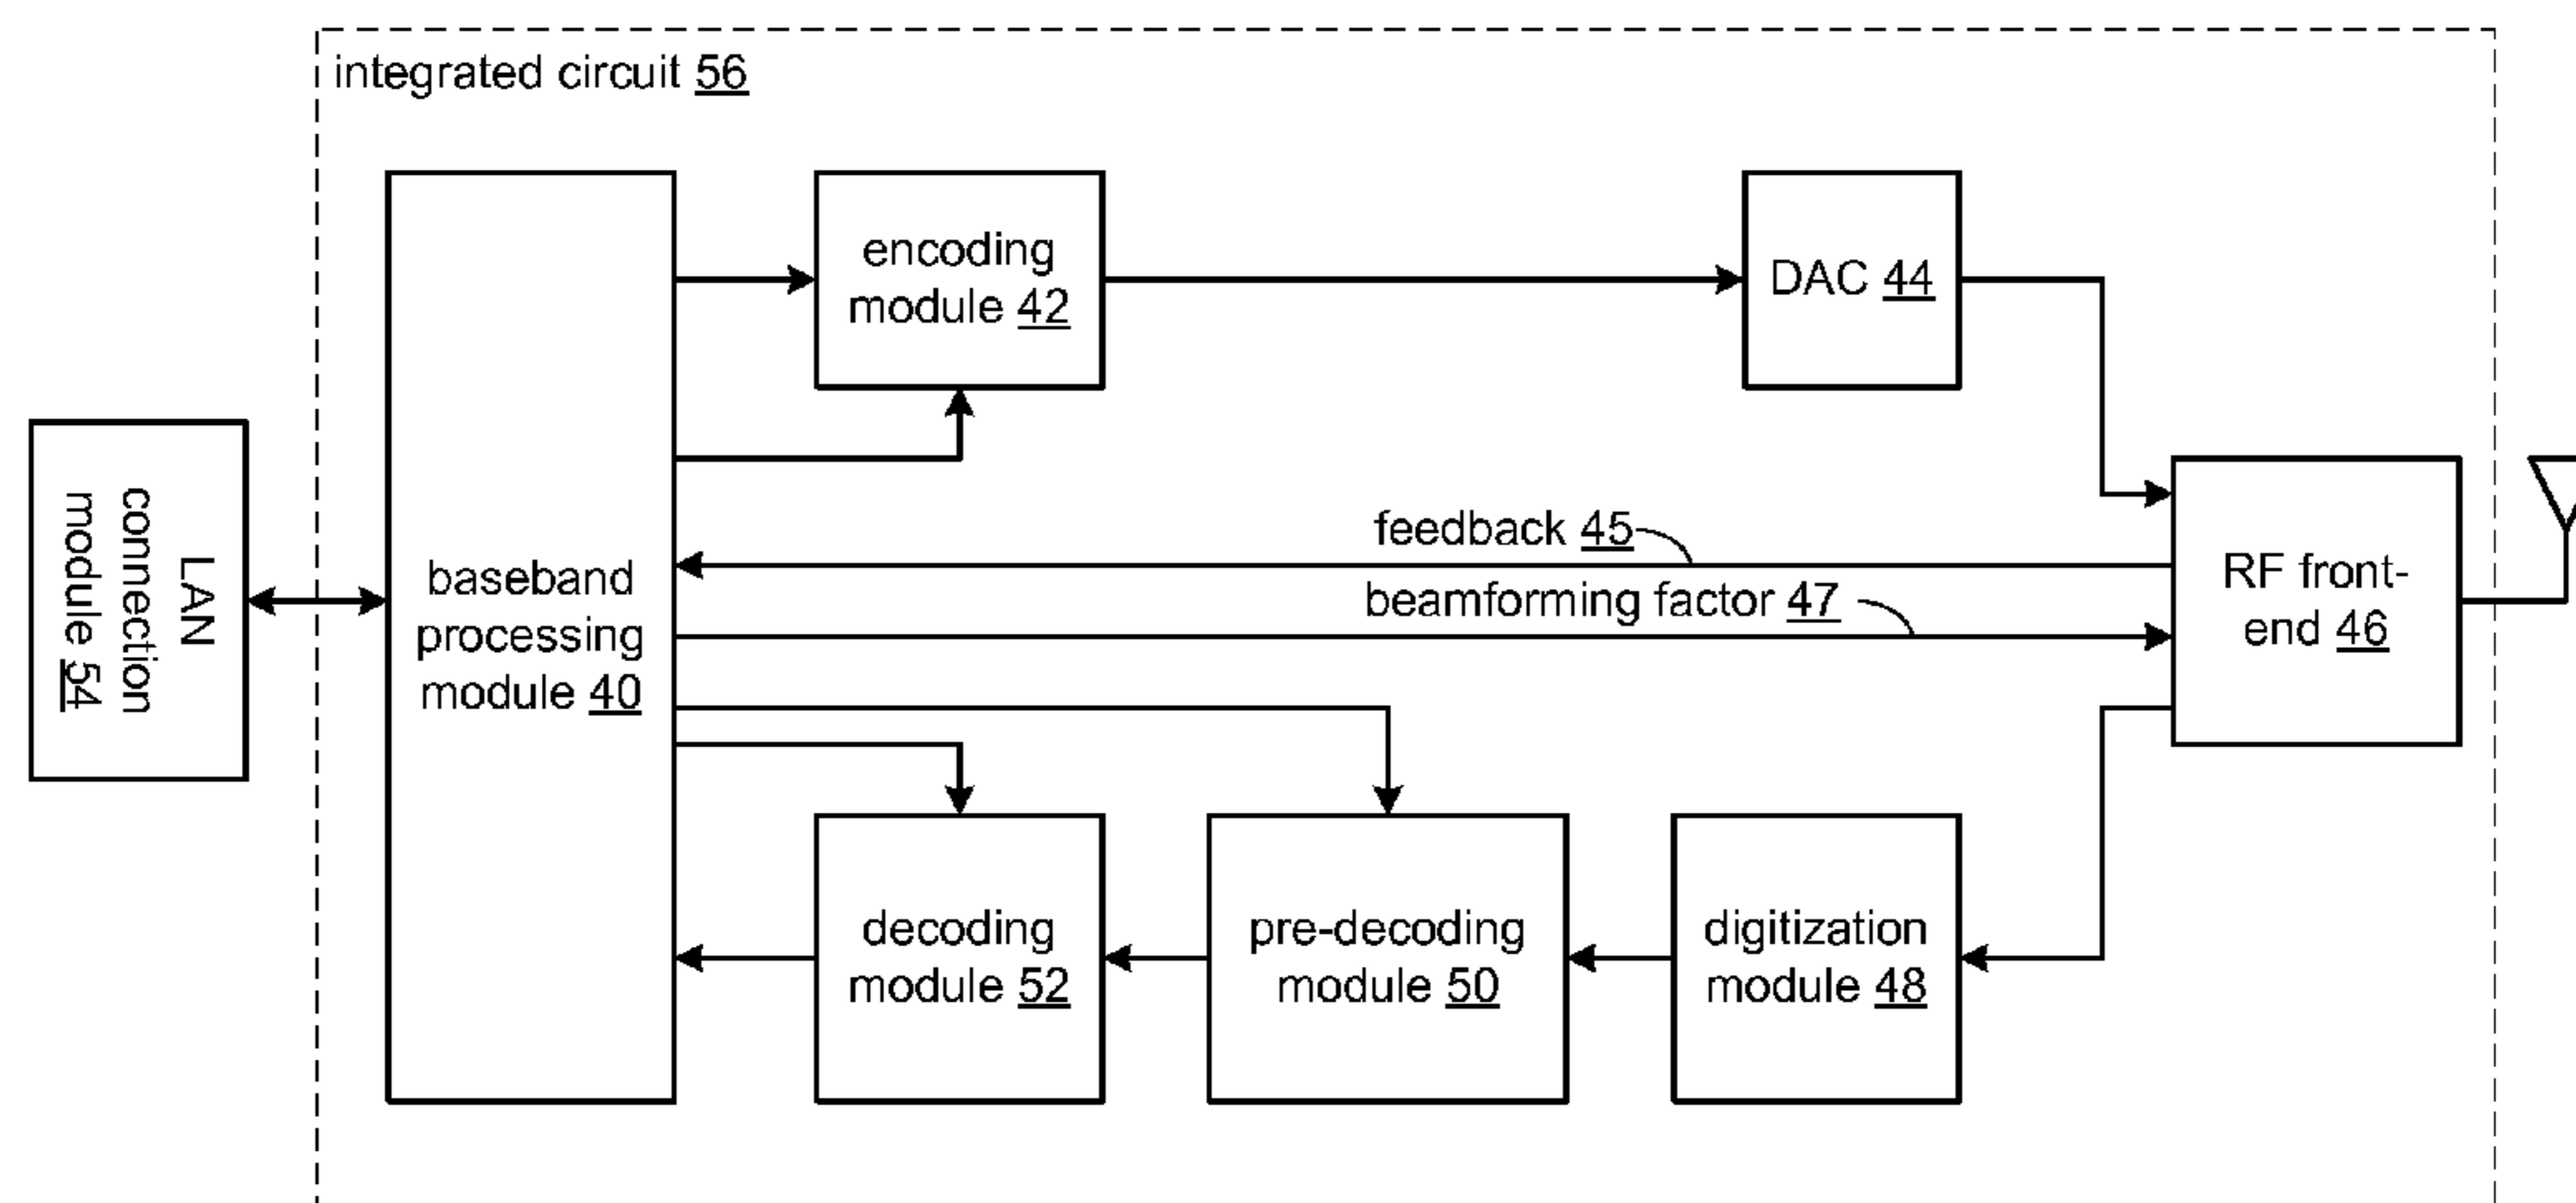 integrated circuit 56
encoding
module 42
DAC 44
LAN
connection
module 54
baseband
processing
module 40
feedback 45
beamforming factor 47
RF front-
end 46
decoding
module 52
pre-decoding
module 50
digitization
module 48